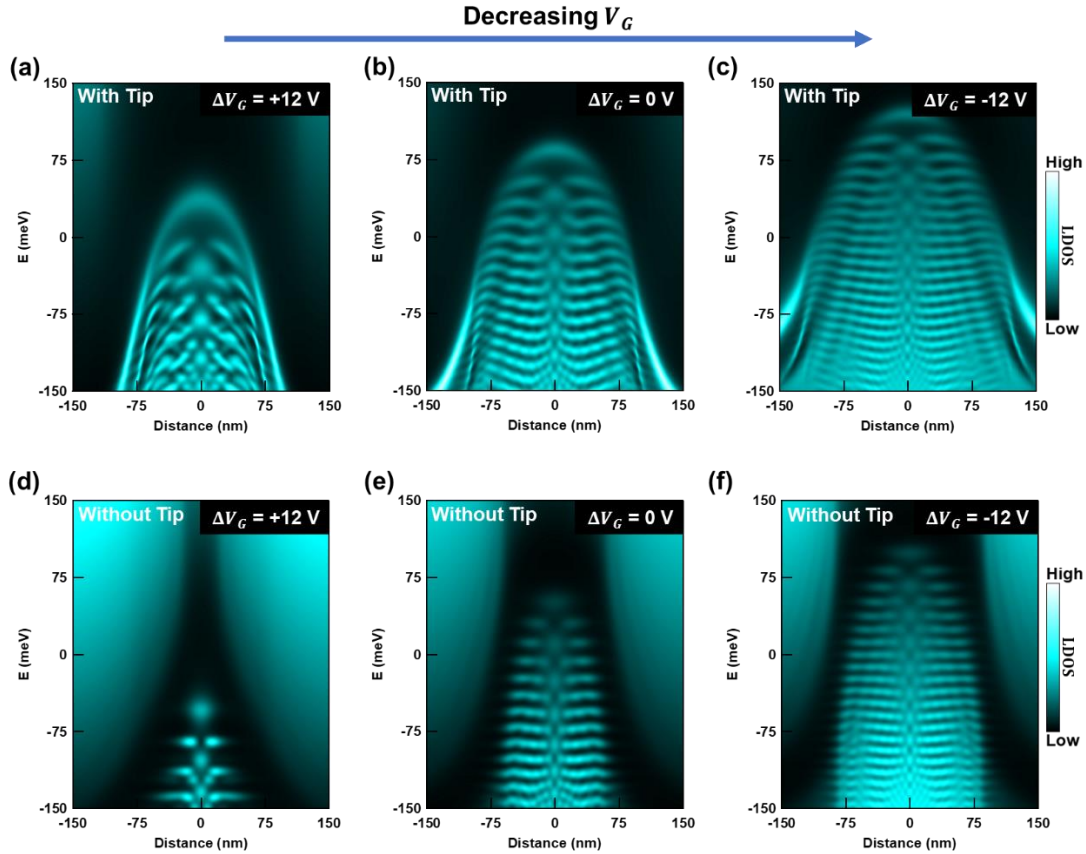 Decreasing V_G
(a)
(b)
(c)
150
With Tip
ΔV_G = +12 V
75
0
-75
-150
E (meV)
-150
-75
0
75
150
Distance (nm)
150
With Tip
ΔV_G = 0 V
75
0
-75
-150
E (meV)
-150
-75
0
75
150
Distance (nm)
150
With Tip
ΔV_G = -12 V
75
0
-75
-150
E (meV)
-150
-75
0
75
150
Distance (nm)
High
LDOS
Low
(d)
(e)
(f)
150
Without Tip
ΔV_G = +12 V
75
0
-75
-150
E (meV)
-150
-75
0
75
150
Distance (nm)
150
Without Tip
ΔV_G = 0 V
75
0
-75
-150
E (meV)
-150
-75
0
75
150
Distance (nm)
150
Without Tip
ΔV_G = -12 V
75
0
-75
-150
E (meV)
-150
-75
0
75
150
Distance (nm)
High
LDOS
Low